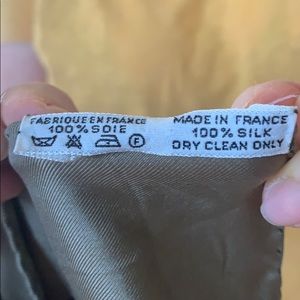 FABRIQUE EN FRANCE
100% SOIE
F
MADE IN FRANCE
100% SILK
DRY CLEAN ONLY